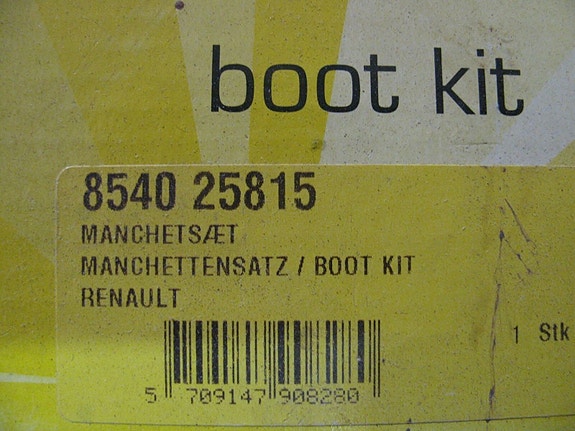 boot kit
8540 25815
MANCHETSÆT
MANCHETTENSATZ / BOOT KIT
RENAULT
1 Stk
5 709147 908280